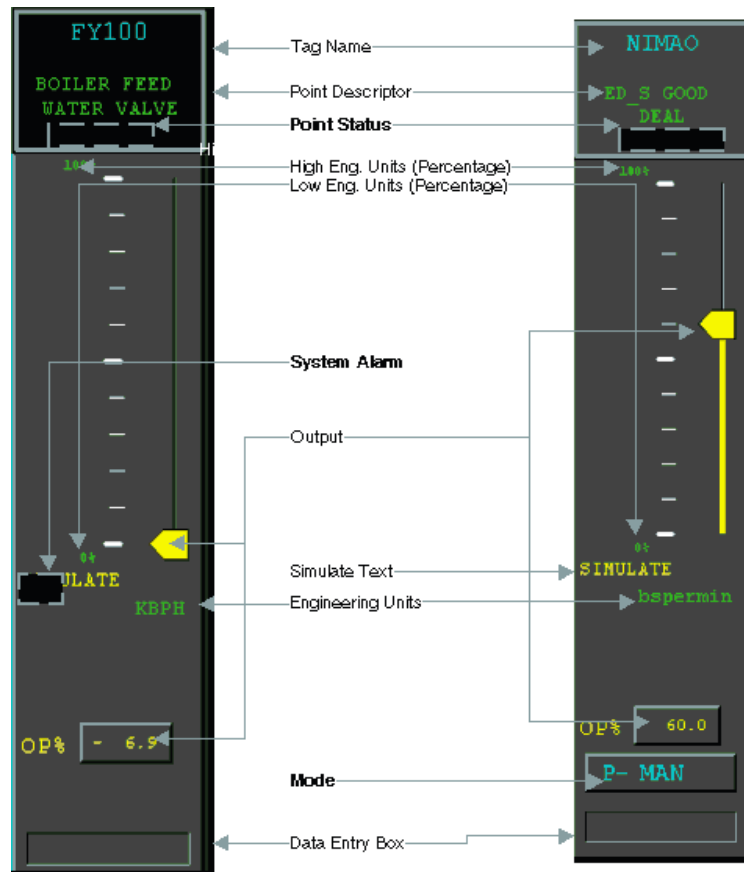 FY100
BOILER FEED
WATER VALVE
Hi
100%
0%
ULATE
KBPH
OP%
- 6.9
Tag Name
Point Descriptor
Point Status
High Eng. Units (Percentage)
Low Eng. Units (Percentage)
System Alarm
Output
Simulate Text
Engineering Units
Mode
Data Entry Box
NIMAO
ED_S GOOD
DEAL
100%
0%
SIMULATE
bspermin
OP%
60.0
P- MAN